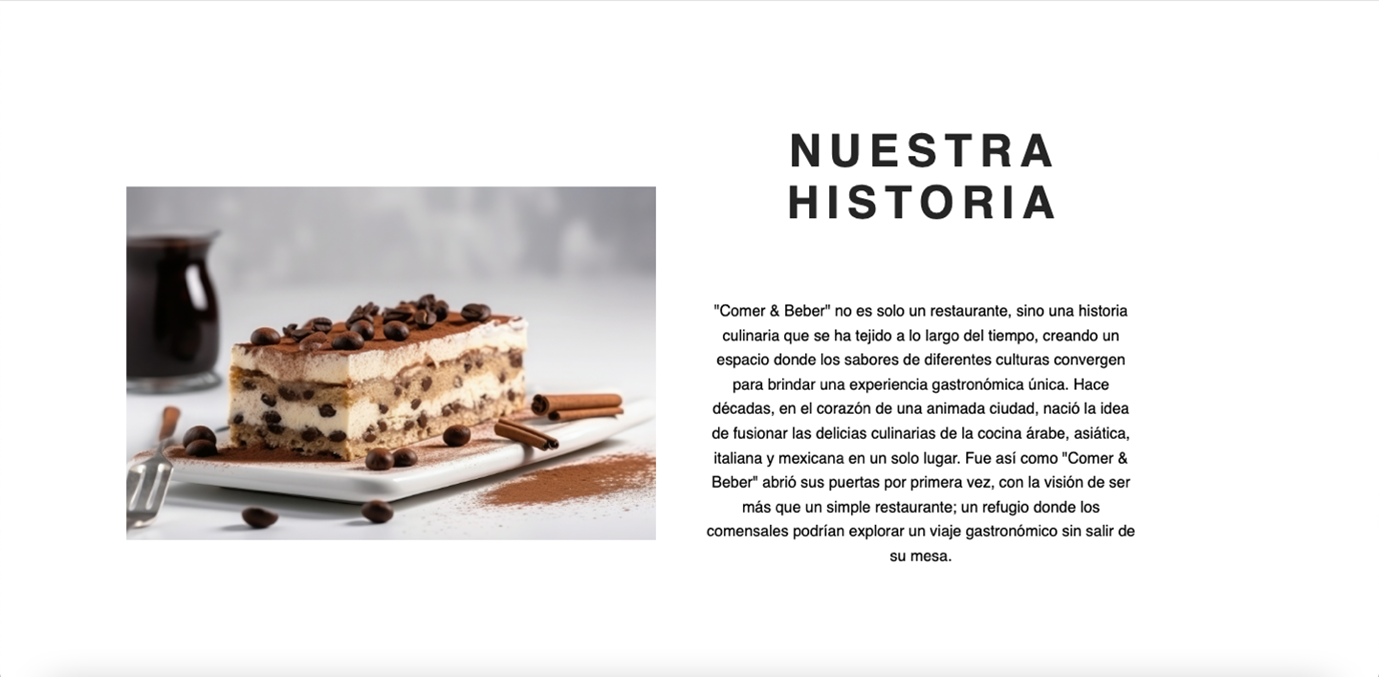 NUESTRA
HISTORIA
"Comer & Beber" no es solo un restaurante, sino una historia
culinaria que se ha tejido a lo largo del tiempo, creando un
espacio donde los sabores de diferentes culturas convergen
para brindar una experiencia gastronómica única. Hace
décadas, en el corazón de una animada ciudad, nació la idea
de fusionar las delicias culinarias de la cocina árabe, asiática,
italiana y mexicana en un solo lugar. Fue así como "Comer &
Beber" abrió sus puertas por primera vez, con la visión de ser
más que un simple restaurante; un refugio donde los
comensales podrían explorar un viaje gastronómico sin salir de
su mesa.